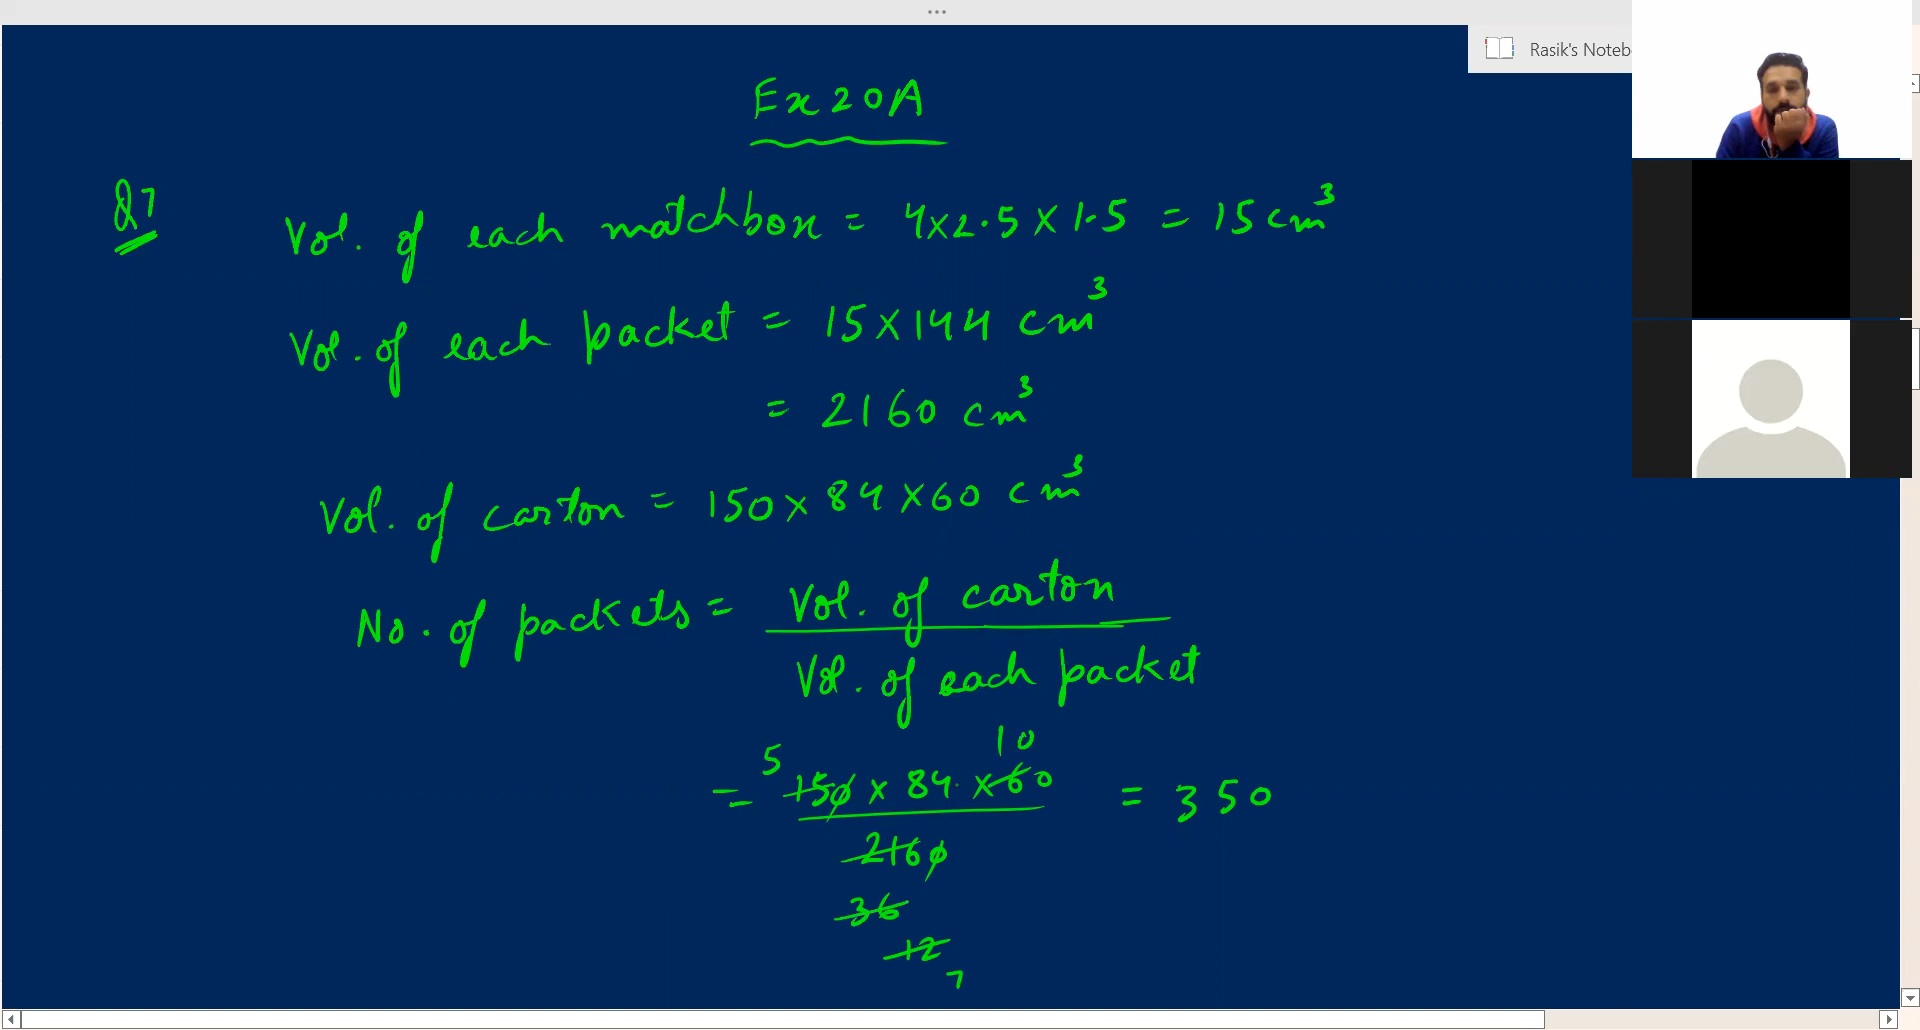 ...
Rasik's Noteb
Ex 20A
Q7
Vol. of each matchbox = 4x2.5 x 1.5 = 15 cm³
Vol. of each packet = 15 x 144 cm³
= 2160 cm³
Vol. of carton = 150 x 84 x 60 cm³
No. of packets = Vol. of carton
Vol. of each packet
5 10
= 150 x 84 x 60 = 350
2160
36
12
7